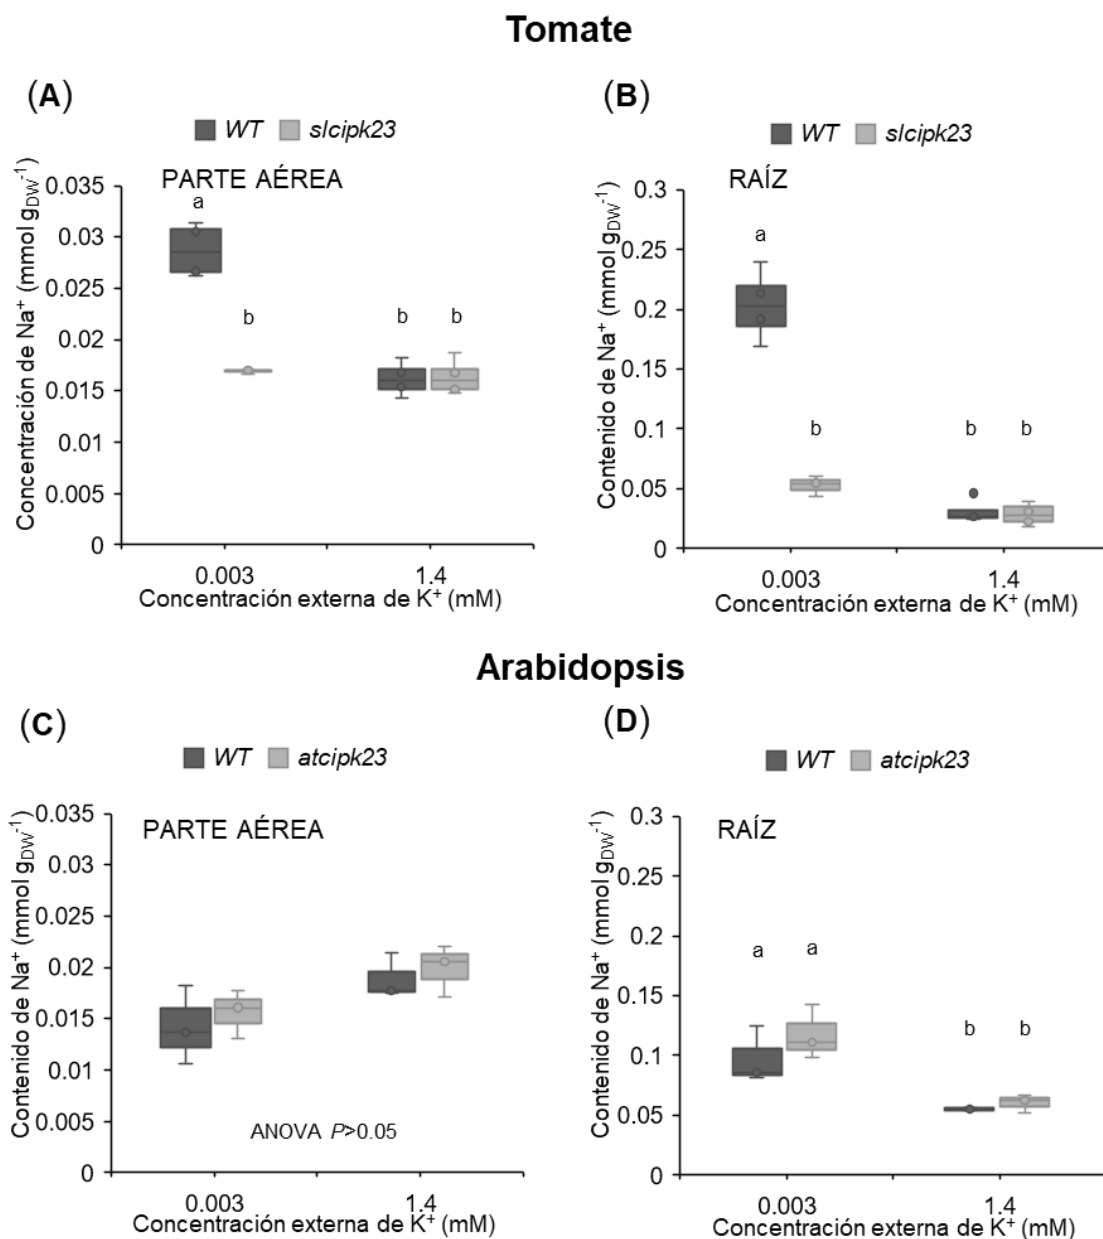 Tomate
(A)
WT slcipk23
PARTE AÉREA
Concentración de Na⁺ (mmol g_DW⁻¹)
0.035
0.03
0.025
0.02
0.015
0.01
0.005
0
a
b
b
b
0.003
1.4
Concentración externa de K⁺ (mM)
(B)
WT slcipk23
RAÍZ
Contenido de Na⁺ (mmol g_DW⁻¹)
0.3
0.25
0.2
0.15
0.1
0.05
0
a
b
b
b
0.003
1.4
Concentración externa de K⁺ (mM)
Arabidopsis
(C)
WT atcipk23
PARTE AÉREA
Contenido de Na⁺ (mmol g_DW⁻¹)
0.035
0.03
0.025
0.02
0.015
0.01
0.005
0
ANOVA P>0.05
0.003
1.4
Concentración externa de K⁺ (mM)
(D)
WT atcipk23
RAÍZ
Contenido de Na⁺ (mmol g_DW⁻¹)
0.3
0.25
0.2
0.15
0.1
0.05
0
a
a
b
b
0.003
1.4
Concentración externa de K⁺ (mM)